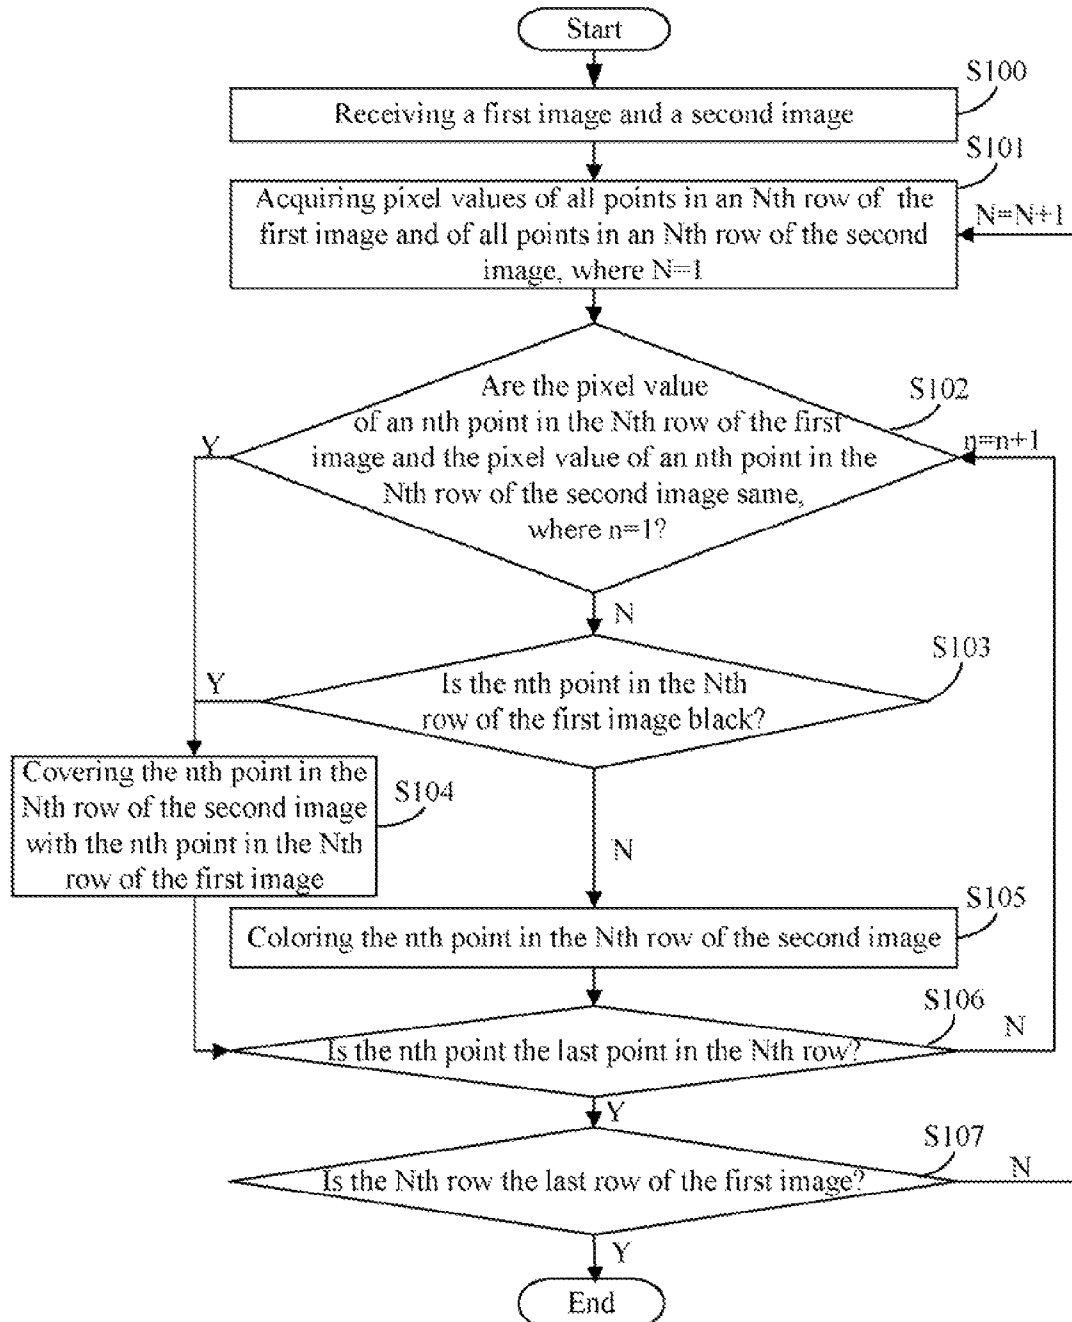 Start
S100
Receiving a first image and a second image
S101
Acquiring pixel values of all points in an Nth row of the
first image and of all points in an Nth row of the second
image, where N=1
N=N+1
Are the pixel value
of an nth point in the Nth row of the first
image and the pixel value of an nth point in the
Nth row of the second image same,
where n=1?
S102
n=n+1
Y
N
S103
Is the nth point in the Nth
row of the first image black?
Y
Covering the nth point in the
Nth row of the second image
with the nth point in the Nth
row of the first image
S104
N
S105
Coloring the nth point in the Nth row of the second image
S106
Is the nth point the last point in the Nth row?
N
Y
S107
Is the Nth row the last row of the first image?
N
Y
End